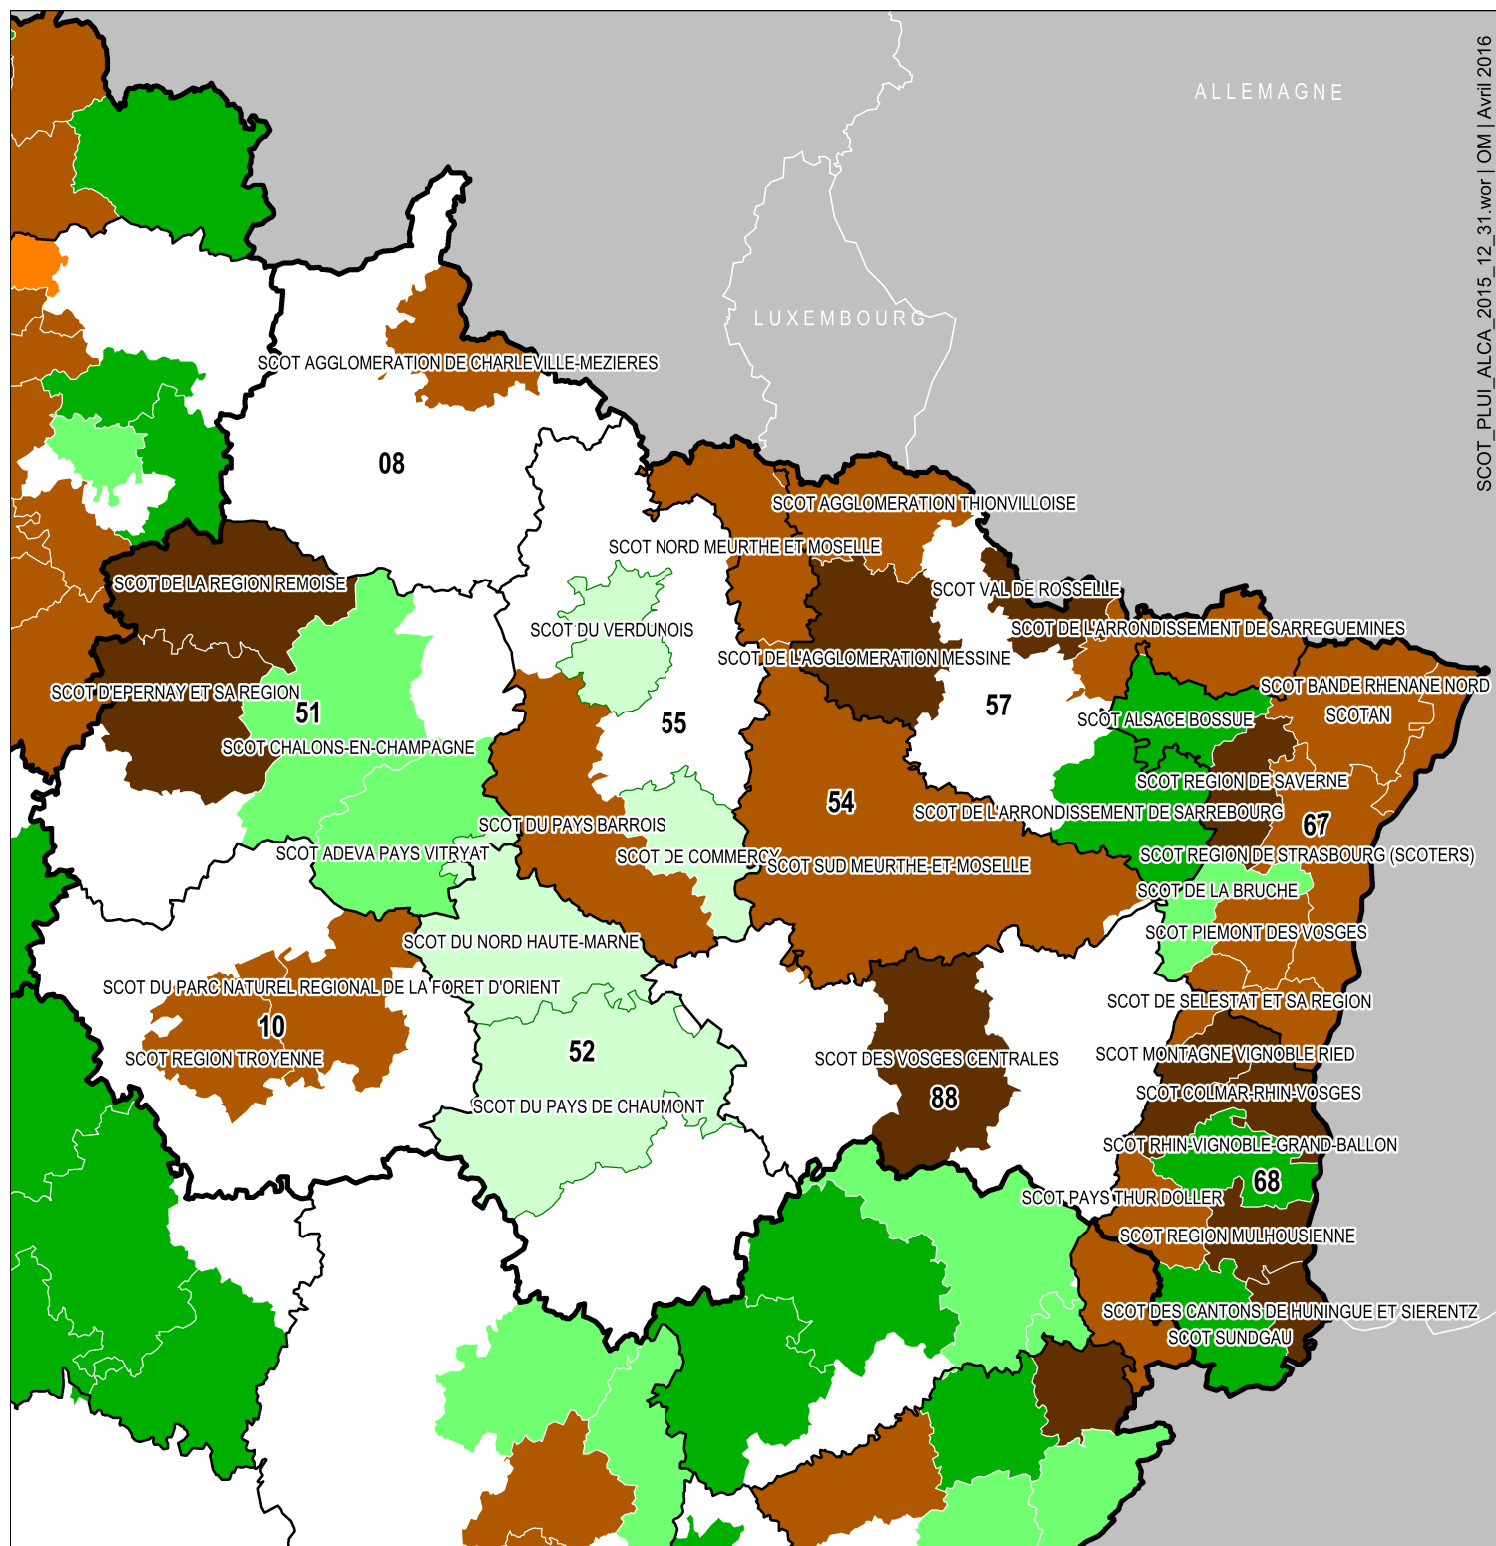 SCOT_PLUI_ALCA_2015_12_31.wor | OM | Avril 2016
ALLEMAGNE
LUXEMBOURG
SCOT AGGLOMERATION DE CHARLEVILLE-MEZIERES
08
SCOT AGGLOMERATION THIONVILLOISE
SCOT NORD MEURTHE ET MOSELLE
SCOT DE LA REGION REMOISE
SCOT VAL DE ROSSELLE
SCOT DU VERDUNOIS
SCOT DE L'ARRONDISSEMENT DE SARREGUEMINES
SCOT DE L'AGGLOMERATION MESSINE
SCOT D'EPERNAY ET SA REGION
SCOT BANDE RHENANE NORD
51
57
SCOTAN
55
SCOT ALSACE BOSSUE
SCOT CHALONS-EN-CHAMPAGNE
SCOT REGION DE SAVERNE
54
SCOT DE L'ARRONDISSEMENT DE SARREBOURG
67
SCOT DU PAYS BARROIS
SCOT ADEVA PAYS VITRYAT
SCOT DE COMMERCY
SCOT REGION DE STRASBOURG (SCOTERS)
SCOT SUD MEURTHE-ET-MOSELLE
SCOT DE LA BRUCHE
SCOT PIEMONT DES VOSGES
SCOT DU NORD HAUTE-MARNE
SCOT DU PARC NATUREL REGIONAL DE LA FORET D'ORIENT
SCOT DE SELESTAT ET SA REGION
10
52
SCOT MONTAGNE VIGNOBLE RIED
SCOT REGION TROYENNE
SCOT DES VOSGES CENTRALES
SCOT COLMAR-RHIN-VOSGES
88
SCOT DU PAYS DE CHAUMONT
SCOT RHIN-VIGNOBLE-GRAND-BALLON
68
SCOT PAYS THUR DOLLER
SCOT REGION MULHOUSIENNE
SCOT DES CANTONS DE HUNINGUE ET SIERENTZ
SCOT SUNDGAU